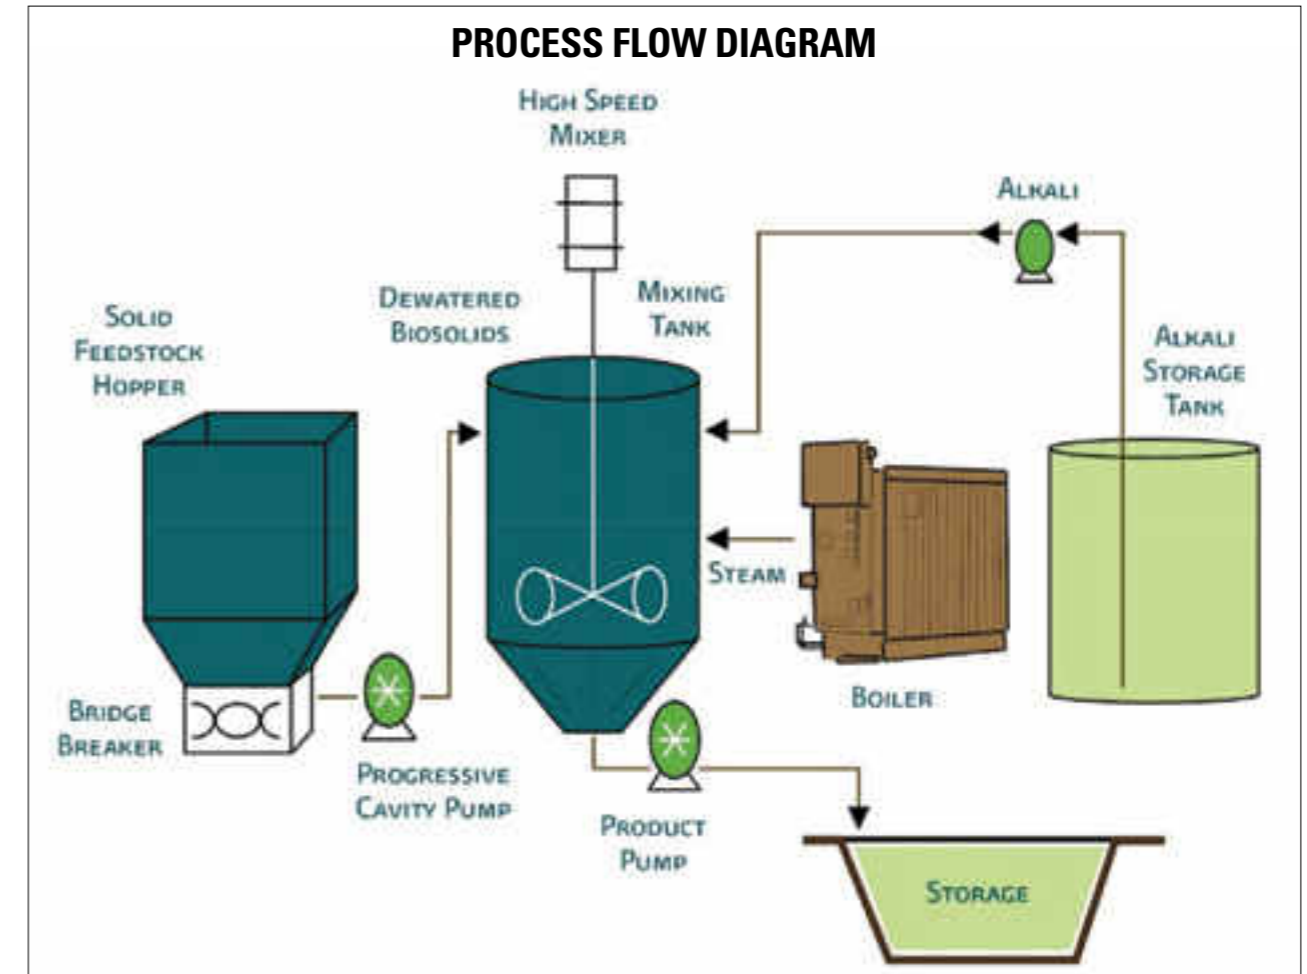 PROCESS FLOW DIAGRAM
HIGH SPEED
MIXER
ALKALI
DEWATERED
BIOSOLIDS
MIXING
TANK
SOLID
FEEDSTOCK
HOPPER
ALKALI
STORAGE
TANK
STEAM
BOILER
BRIDGE
BREAKER
PROGRESSIVE
CAVITY PUMP
PRODUCT
PUMP
STORAGE